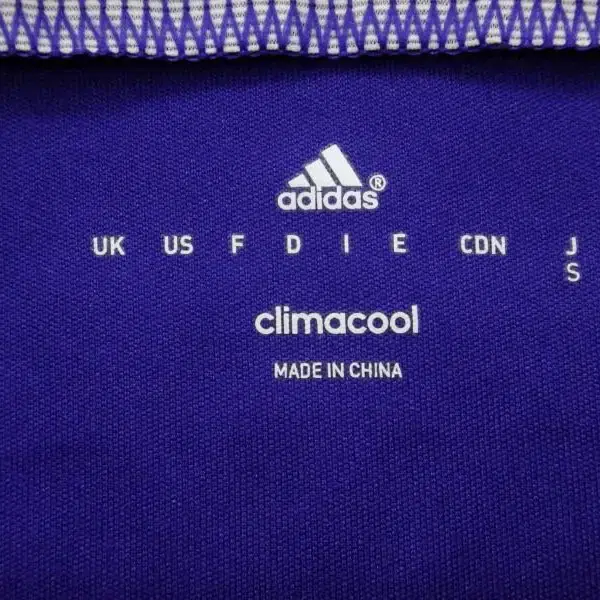 adidas®
UK US F D I E CDN J
S
climacool
MADE IN CHINA